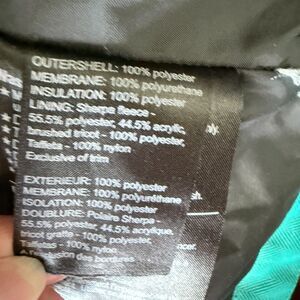 OUTERSHELL: 100% polyester
MEMBRANE: 100% polyurethane
INSULATION: 100% polyester
LINING: Sherpa fleece -
55.5% polyester, 44.5% acrylic,
brushed tricot - 100% polyester
Taffeta - 100% nylon
Exclusive of trim
EXTERIEUR: 100% polyester
MEMBRANE: 100% polyuréthane
ISOLATION: 100% polyester
DOUBLURE: Polaire Sherpa -
55.5% polyester, 44.5% acrylique,
100% polyester
Taffetas - 100% nylon
des bordures